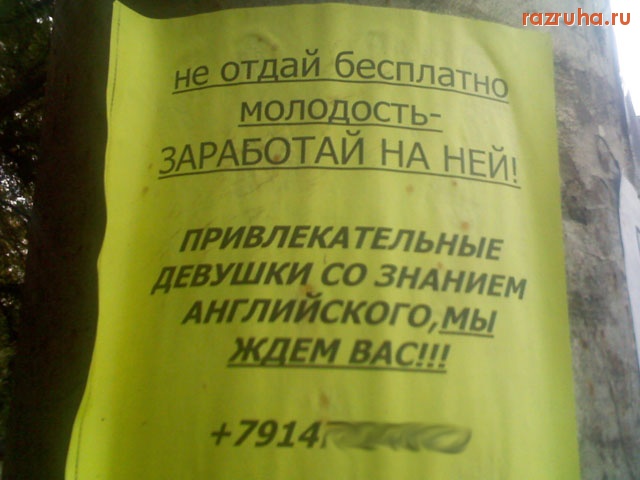 razruha.ru
не отдай бесплатно
молодость-
ЗАРАБОТАЙ НА НЕЙ!
ПРИВЛЕКАТЕЛЬНЫЕ
ДЕВУШКИ СО ЗНАНИЕМ
АНГЛИЙСКОГО,МЫ
ЖДЕМ ВАС!!!
+7914